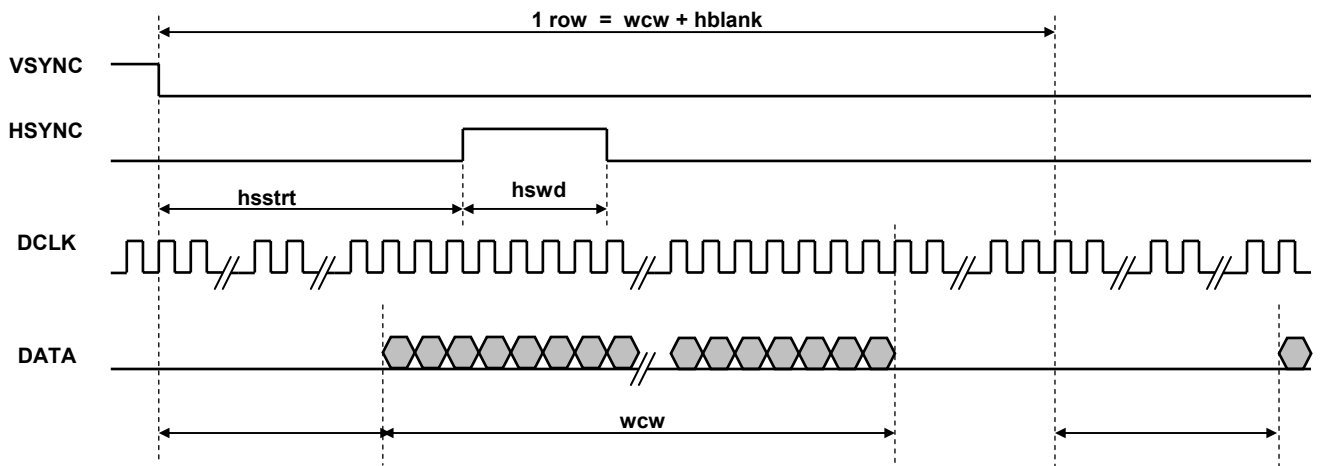 1 row = wcw + hblank
VSYNC
HSYNC
hsstrt
hswd
DCLK
DATA
wcw